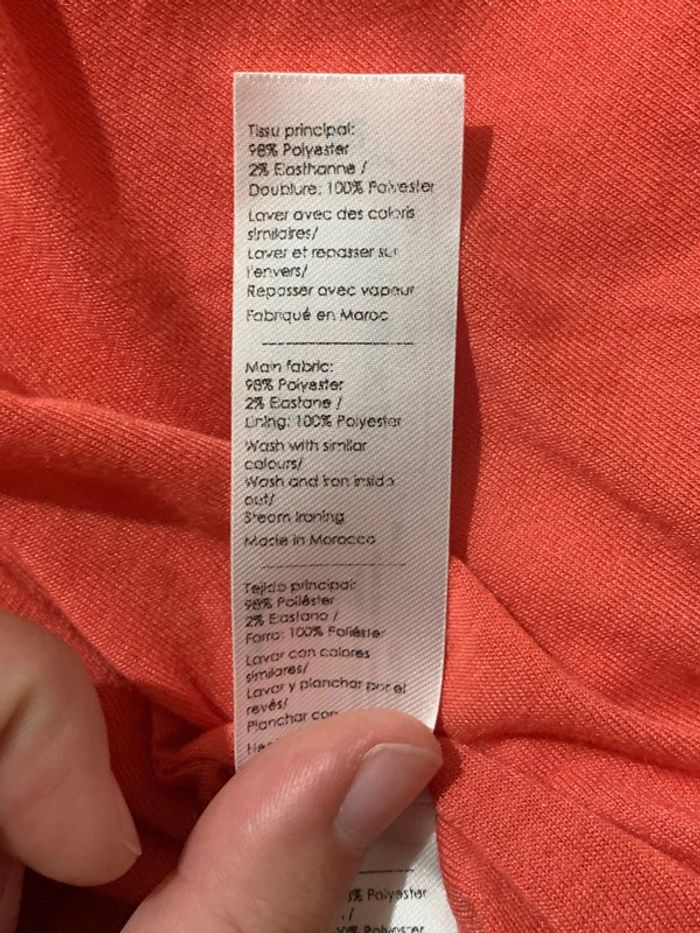 Tissu principal:
98% Polyester
2% Elasthanne /
Doublure: 100% Polyester
Laver avec des coloris
similaires/
Laver et repasser sur
l'envers/
Repasser avec vapeur
Fabriqué en Maroc
Main fabric:
98% Polyester
2% Elastane /
Lining: 100% Polyester
Wash with similar
colours/
Wash and iron inside
out/
Steam ironing
Made in Morocco
Tejido principal:
98% Poliéster
2% Elastano /
Forro: 100% Poliéster
Lavar con colores
similares/
Lavar y planchar por el
revés/
Planchar con
% Polyester
/
% Polyester